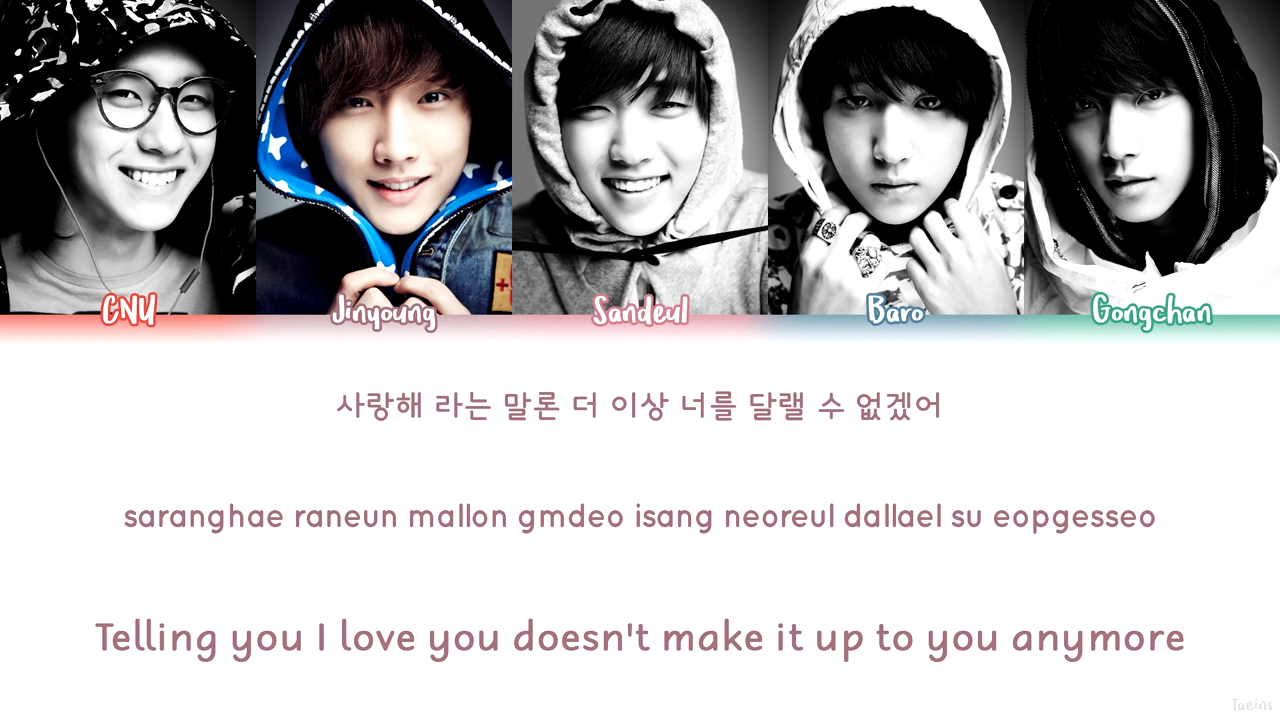 CNU Jinyoung Sandeul Baro Gongchan
사랑해 라는 말론 더 이상 너를 달랠 수 없겠어
saranghae raneun mallon gmdeo isang neoreul dallael su eopgesseo
Telling you I love you doesn't make it up to you anymore
Taeins